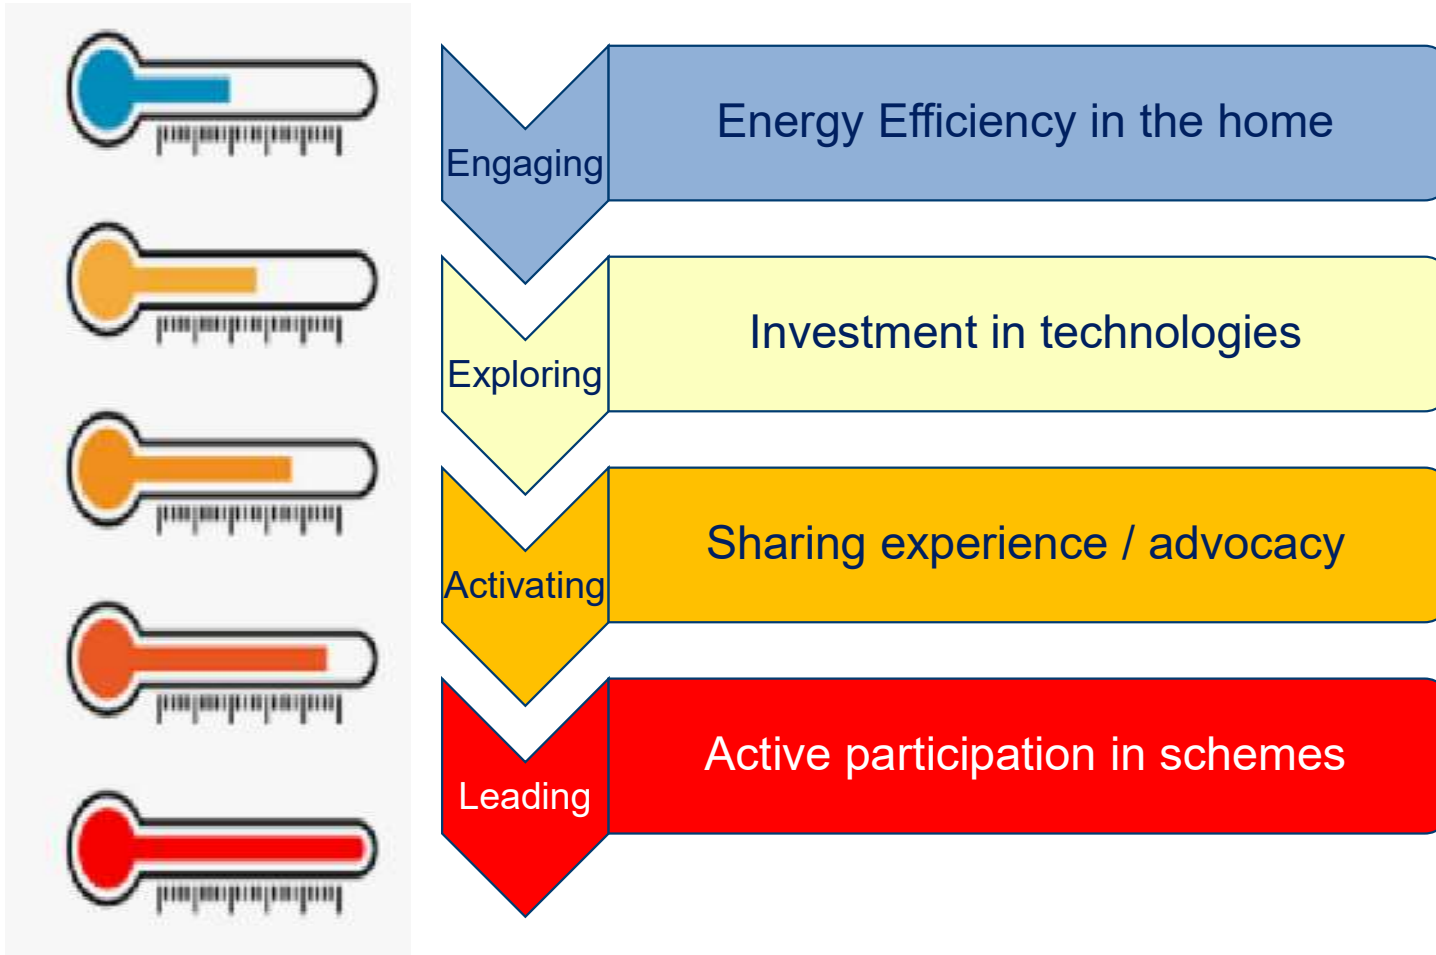 Engaging
Energy Efficiency in the home
Exploring
Investment in technologies
Activating
Sharing experience / advocacy
Leading
Active participation in schemes